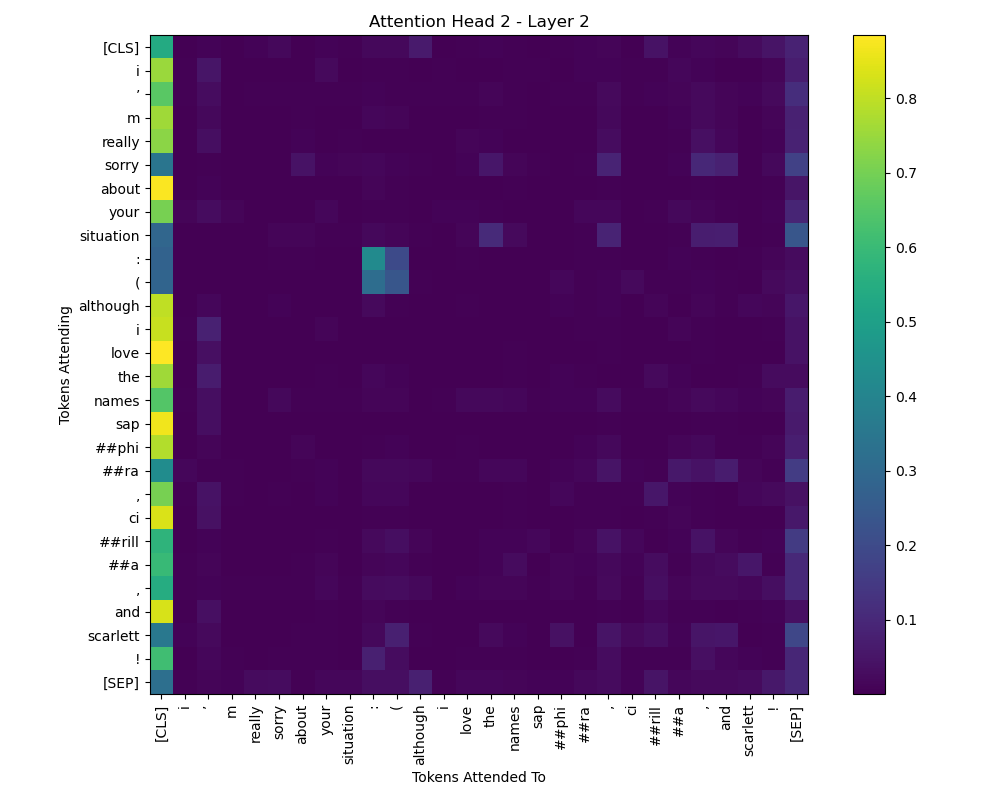 Attention Head 2 - Layer 2
[CLS]
i
’
m
really
sorry
about
your
situation
:
(
although
i
love
the
names
sap
##phi
##ra
,
ci
##rill
##a
,
and
scarlett
!
[SEP]
Tokens Attending
[CLS]
i
’
m
really
sorry
about
your
situation
:
(
although
i
love
the
names
sap
##phi
##ra
,
ci
##rill
##a
,
and
scarlett
!
[SEP]
Tokens Attended To
0.8
0.7
0.6
0.5
0.4
0.3
0.2
0.1